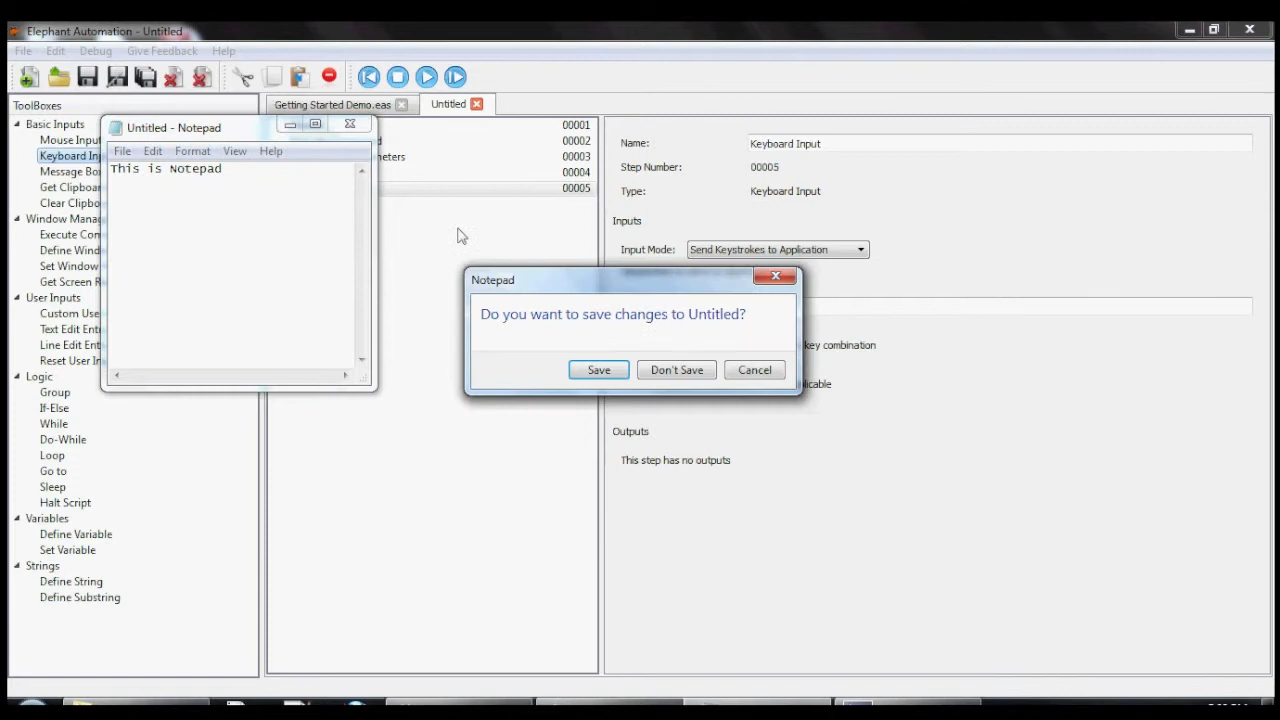 Elephant Automation - Untitled
File Edit Debug Give Feedback Help
ToolBoxes
Basic Inputs
Mouse Input
Keyboard Inp
Message Bo
Get Clipboa
Clear Clipbo
Window Manag
Execute Con
Define Wind
Set Window
Get Screen R
User Inputs
Custom Use
Text Edit Ent
Line Edit Ent
Reset User In
Logic
Group
If-Else
While
Do-While
Loop
Go to
Sleep
Halt Script
Variables
Define Variable
Set Variable
Strings
Define String
Define Substring
Getting Started Demo.eas
Untitled
00001
d 00002
meters 00003
00004
00005
Untitled - Notepad
File Edit Format View Help
This is Notepad
Name: Keyboard Input
Step Number: 00005
Type: Keyboard Input
Inputs
Input Mode: Send Keystrokes to Application
key combination
plicable
Outputs
This step has no outputs
Notepad
Do you want to save changes to Untitled?
Save Don't Save Cancel